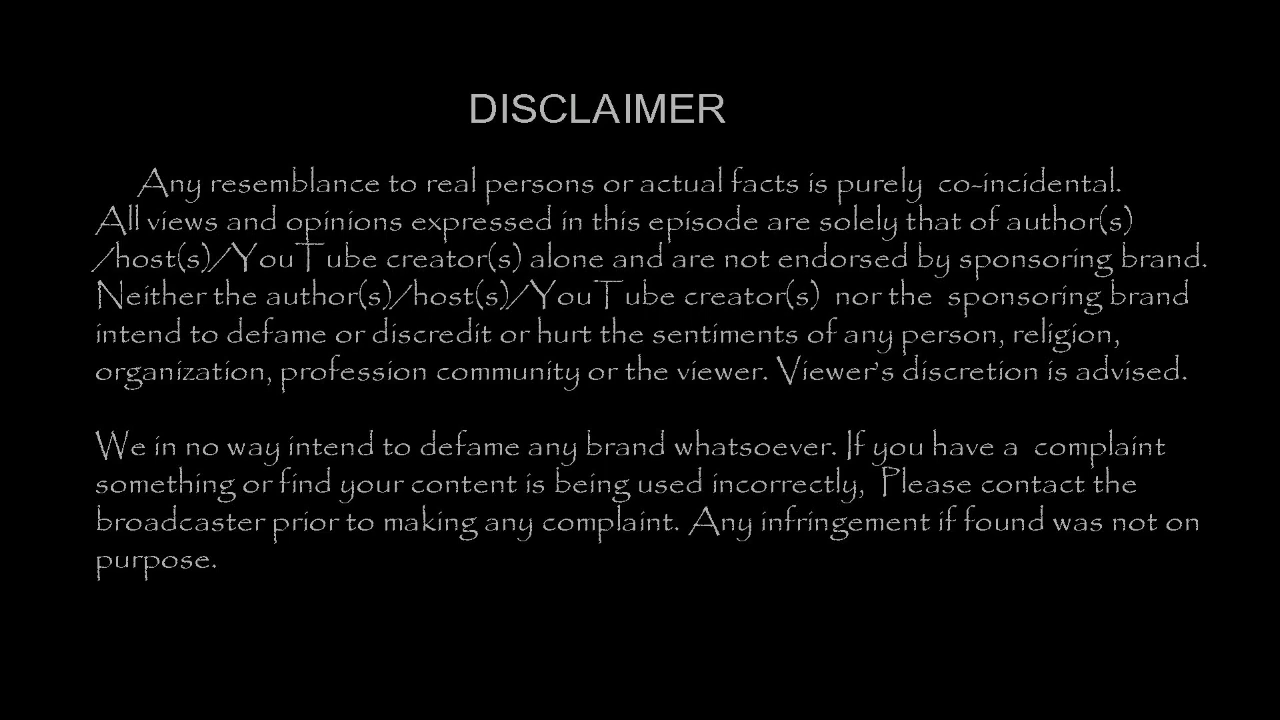 DISCLAIMER
Any resemblance to real persons or actual facts is purely co-incidental.
All views and opinions expressed in this episode are solely that of author(s)
/host(s)/YouTube creator(s) alone and are not endorsed by sponsoring brand.
Neither the author(s)/host(s)/YouTube creator(s) nor the sponsoring brand
intend to defame or discredit or hurt the sentiments of any person, religion,
organization, profession community or the viewer. Viewer's discretion is advised.
We in no way intend to defame any brand whatsoever. If you have a complaint
something or find your content is being used incorrectly, Please contact the
broadcaster prior to making any complaint. Any infringement if found was not on
purpose.